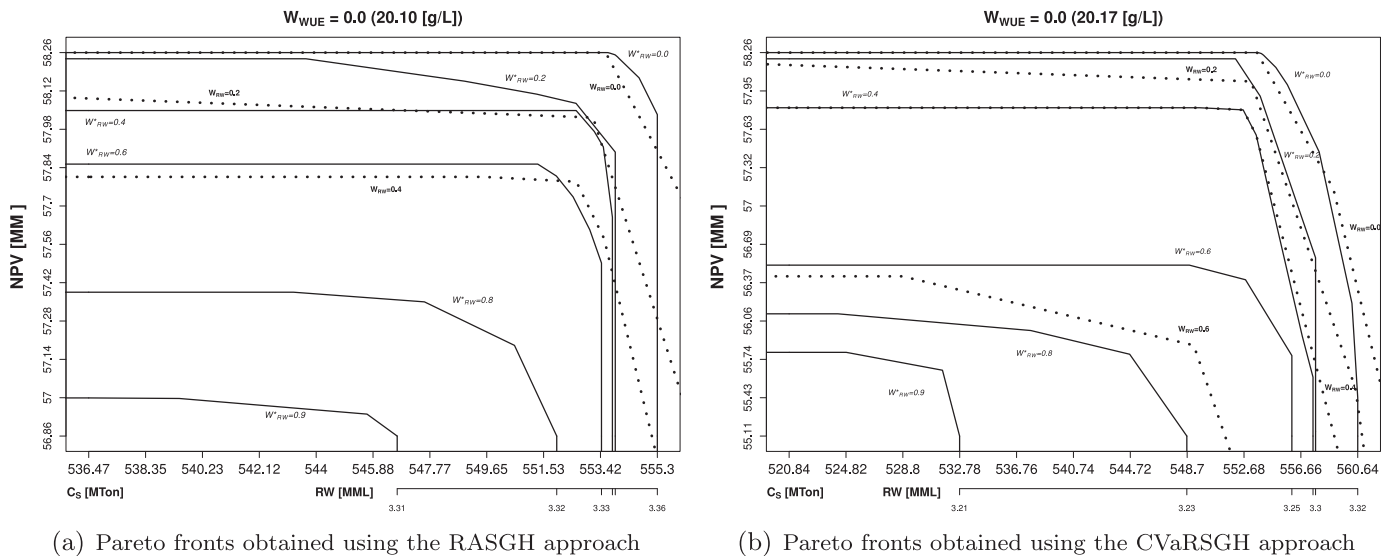 W_WUE = 0.0 (20.10 [g/L])
NPV [MM]
58.26
58.12
57.98
57.84
57.7
57.56
57.42
57.28
57.14
57
56.86
W*_RW=0.0
W*_RW=0.2
W_RW=0.0
W_RW=0.2
W*_RW=0.4
W*_RW=0.6
W_RW=0.4
W*_RW=0.8
W*_RW=0.9
536.47 538.35 540.23 542.12 544 545.88 547.77 549.65 551.53 553.42 555.3
C_S [MTon] RW [MML]
3.31 3.32 3.33 3.36
(a) Pareto fronts obtained using the RASGH approach
W_WUE = 0.0 (20.17 [g/L])
NPV [MM]
58.26
57.95
57.63
57.32
57
56.69
56.37
56.06
55.74
55.43
55.11
W_RW=0.2
W*_RW=0.0
W*_RW=0.4
W*_RW=0.2
W_RW=0.0
W*_RW=0.6
W_RW=0.6
W*_RW=0.8
W*_RW=0.9
W_RW=0.4
520.84 524.82 528.8 532.78 536.76 540.74 544.72 548.7 552.68 556.66 560.64
C_S [MTon] RW [MML]
3.21 3.23 3.25 3.3 3.32
(b) Pareto fronts obtained using the CVaRSGH approach